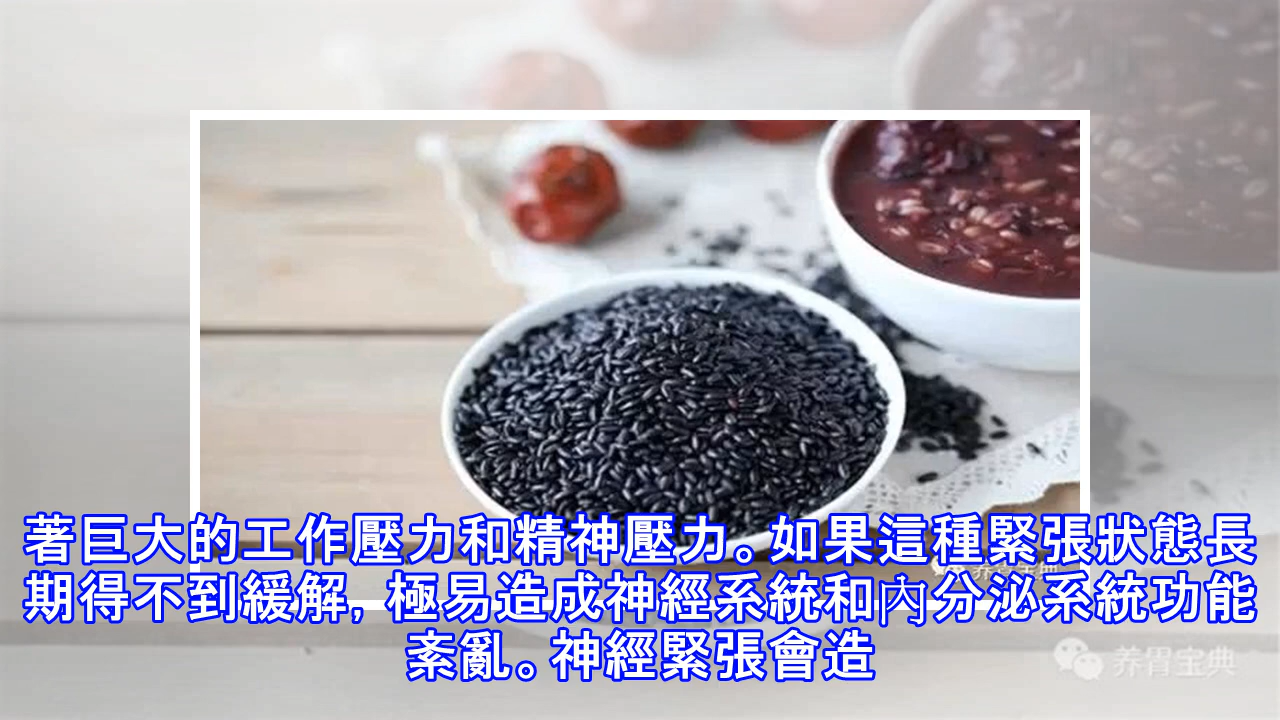 著巨大的工作壓力和精神壓力。如果這種緊張狀態長
期得不到緩解, 極易造成神經系統和內分泌系統功能
紊亂。神經緊張會造
养胃宝典